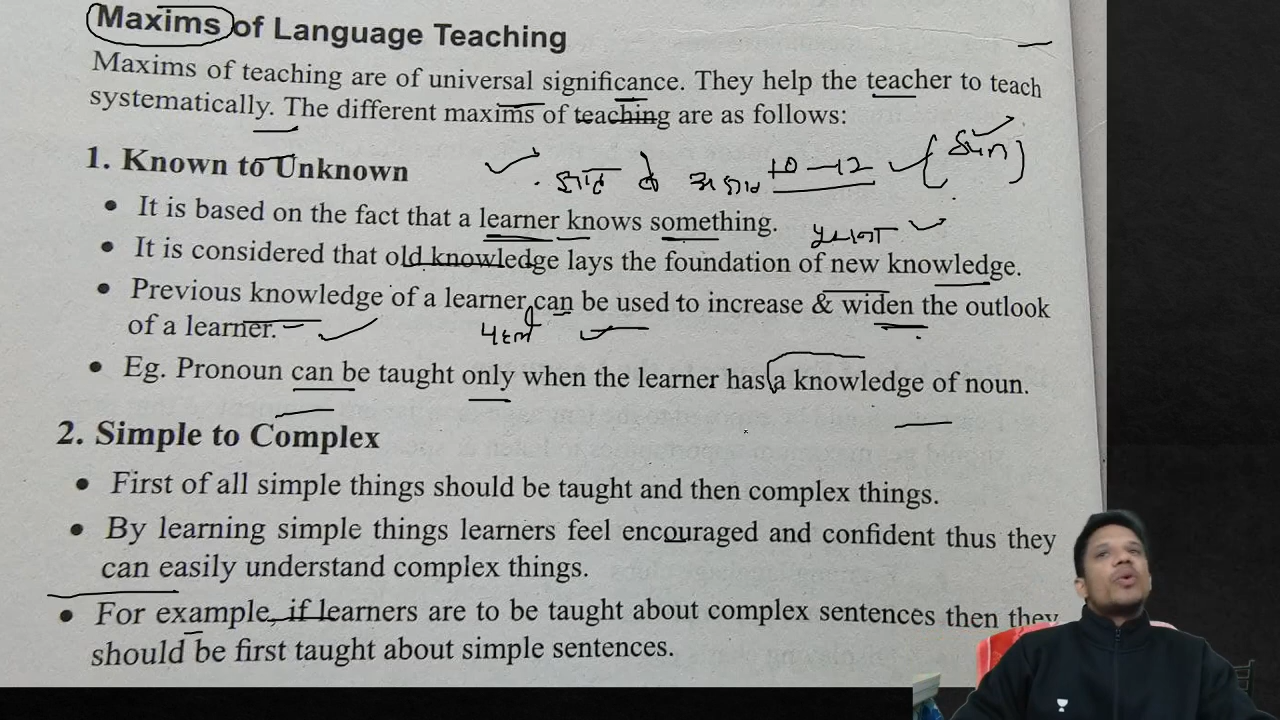 Maxims of Language Teaching
Maxims of teaching are of universal significance. They help the teacher to teach
systematically. The different maxims of teaching are as follows:
1. Known to Unknown
ज्ञात से अज्ञात 10-12 (Sun)
• It is based on the fact that a learner knows something.
• It is considered that old knowledge lays the foundation of new knowledge.
• Previous knowledge of a learner can be used to increase & widen the outlook
of a learner.
• Eg. Pronoun can be taught only when the learner has a knowledge of noun.
2. Simple to Complex
• First of all simple things should be taught and then complex things.
• By learning simple things learners feel encouraged and confident thus they
can easily understand complex things.
• For example, if learners are to be taught about complex sentences then they
should be first taught about simple sentences.